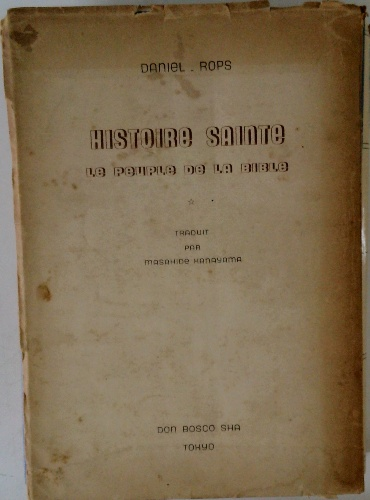 DANIEL . ROPS
HISTOIRE SAINTE
LE PEUPLE DE LA BIBLE
TRADUIT
PAR
MASAHIDE KANAYAMA
DON BOSCO SHA
TOKYO